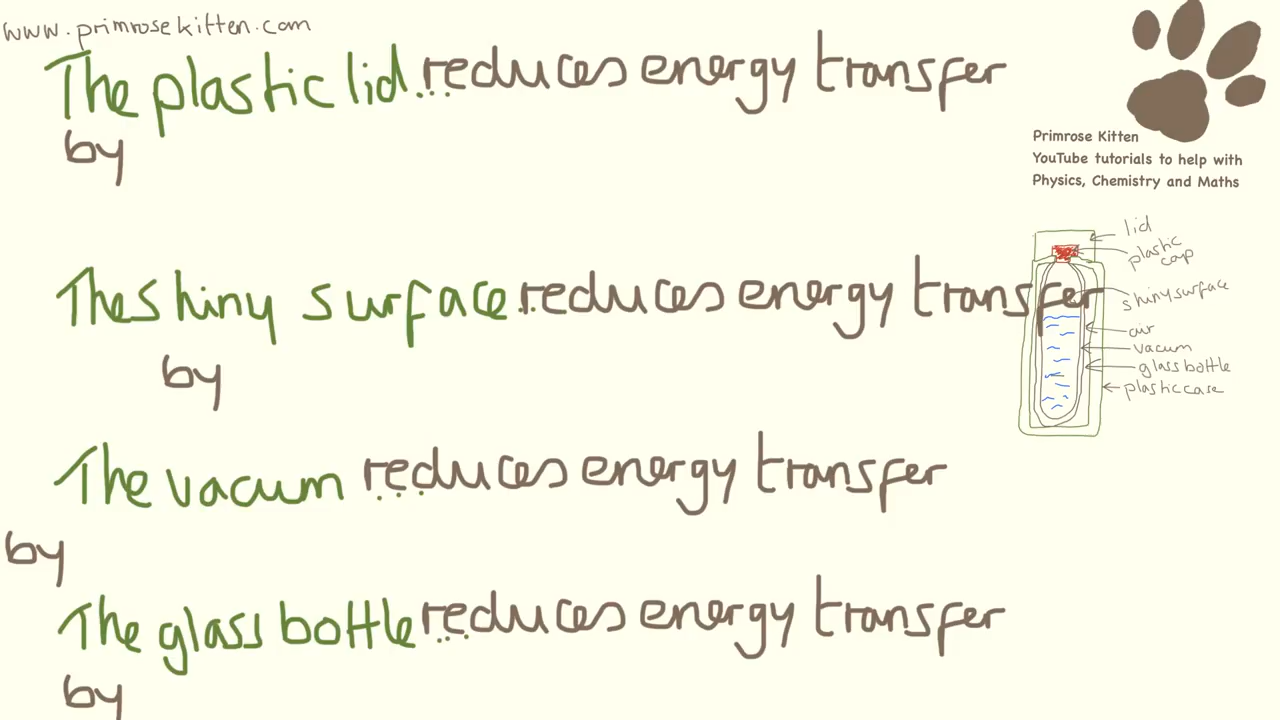 www.primrosekitten.com
The plastic lid...reduces energy transfer
by
Primrose Kitten
YouTube tutorials to help with
Physics, Chemistry and Maths
lid
plastic
cap
The shiny surface...reduces energy transfer
shiny surface
air
vacum
glass bottle
plastic case
by
The vacum ...reduces energy transfer
by
The glass bottle...reduces energy transfer
by